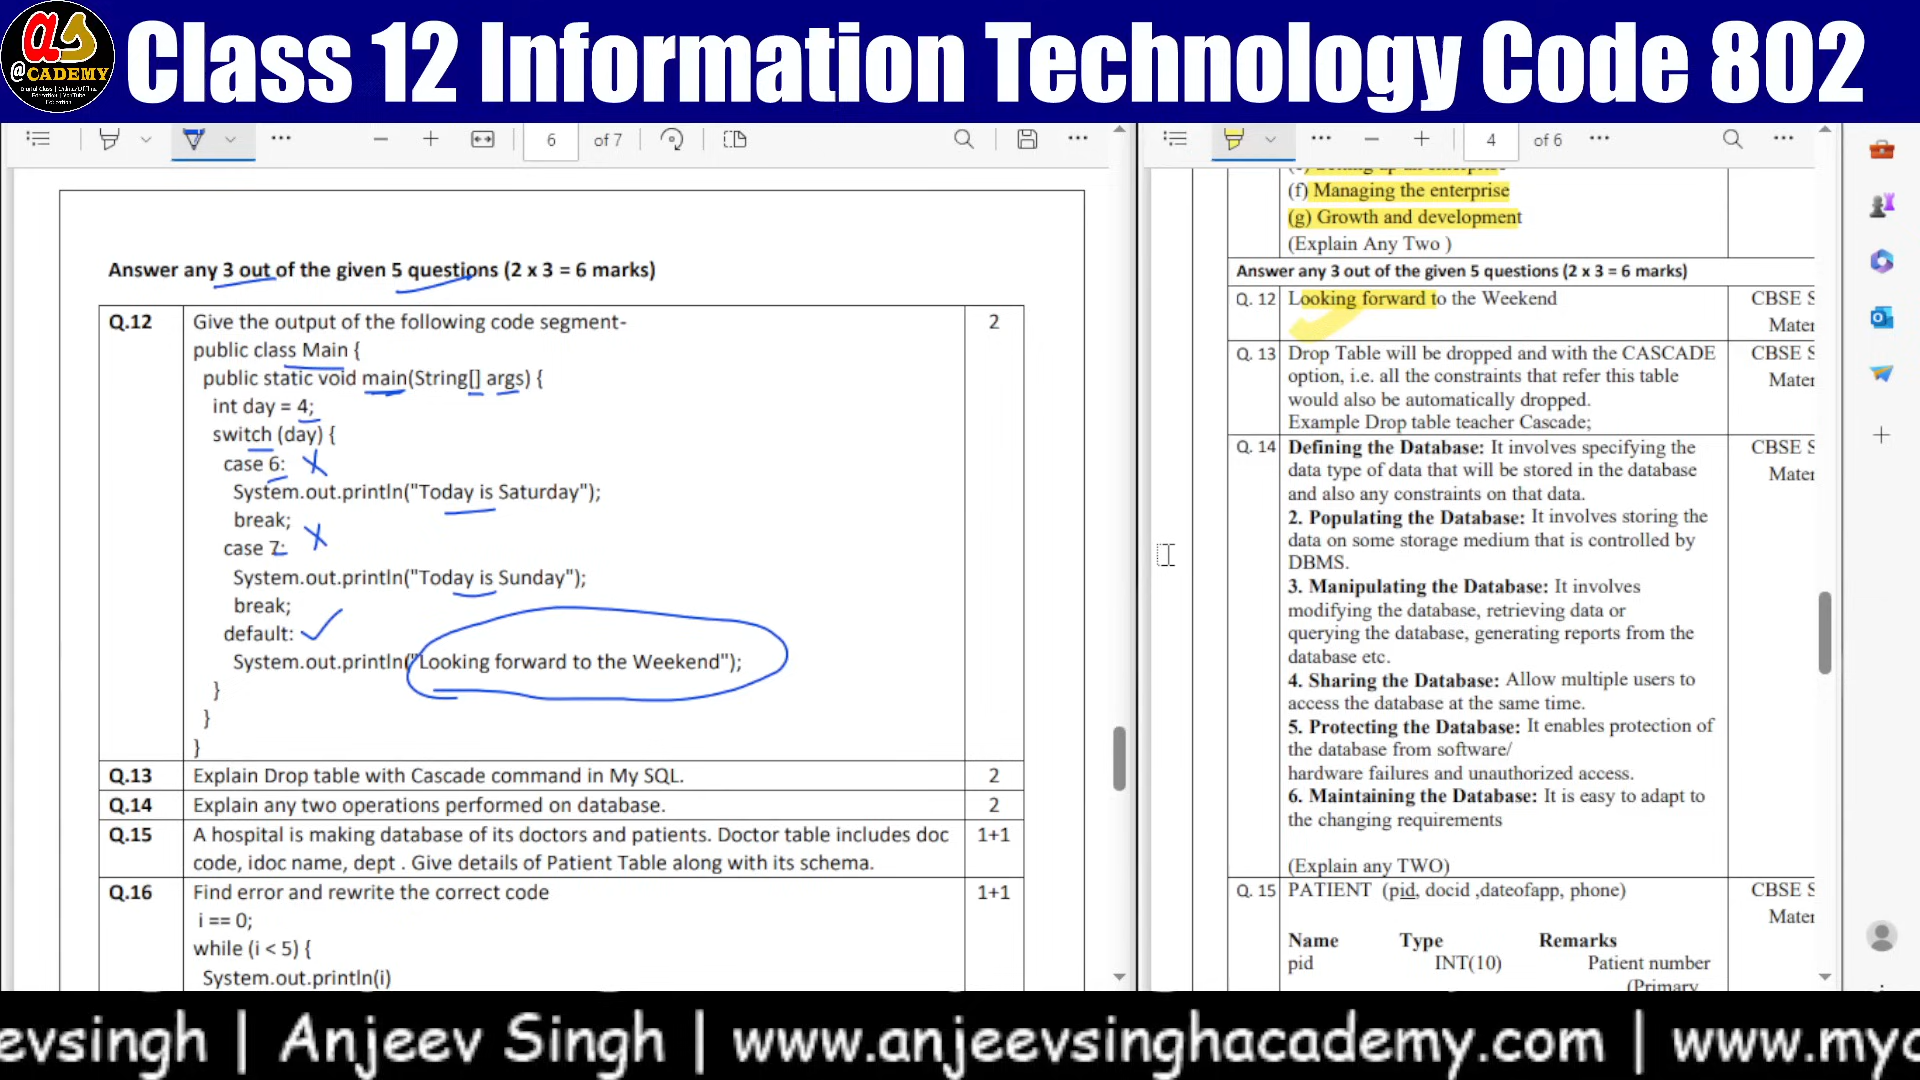 as
@CADEMY
Class 12 Information Technology Code 802
6 of 7
4 of 6
Answer any 3 out of the given 5 questions (2 x 3 = 6 marks)
Q.12 Give the output of the following code segment- 2
public class Main {
public static void main(String[] args) {
int day = 4;
switch (day) {
case 6:
System.out.println("Today is Saturday");
break;
case 7:
System.out.println("Today is Sunday");
break;
default:
System.out.println("Looking forward to the Weekend");
}
}
}
Q.13 Explain Drop table with Cascade command in My SQL. 2
Q.14 Explain any two operations performed on database. 2
Q.15 A hospital is making database of its doctors and patients. Doctor table includes doc 1+1
code, idoc name, dept . Give details of Patient Table along with its schema.
Q.16 Find error and rewrite the correct code 1+1
i == 0;
while (i < 5) {
System.out.println(i)
(f) Managing the enterprise
(g) Growth and development
(Explain Any Two )
Answer any 3 out of the given 5 questions (2 x 3 = 6 marks)
Q. 12 Looking forward to the Weekend CBSE S
Mater
Q. 13 Drop Table will be dropped and with the CASCADE CBSE S
option, i.e. all the constraints that refer this table Mater
would also be automatically dropped.
Example Drop table teacher Cascade;
Q. 14 Defining the Database: It involves specifying the CBSE S
data type of data that will be stored in the database Mater
and also any constraints on that data.
2. Populating the Database: It involves storing the
data on some storage medium that is controlled by
DBMS.
3. Manipulating the Database: It involves
modifying the database, retrieving data or
querying the database, generating reports from the
database etc.
4. Sharing the Database: Allow multiple users to
access the database at the same time.
5. Protecting the Database: It enables protection of
the database from software/
hardware failures and unauthorized access.
6. Maintaining the Database: It is easy to adapt to
the changing requirements
(Explain any TWO)
Q. 15 PATIENT (pid, docid ,dateofapp, phone) CBSE S
Mater
Name Type Remarks
pid INT(10) Patient number
(Primary
evsingh | Anjeev Singh | www.anjeevsinghacademy.com | www.myc